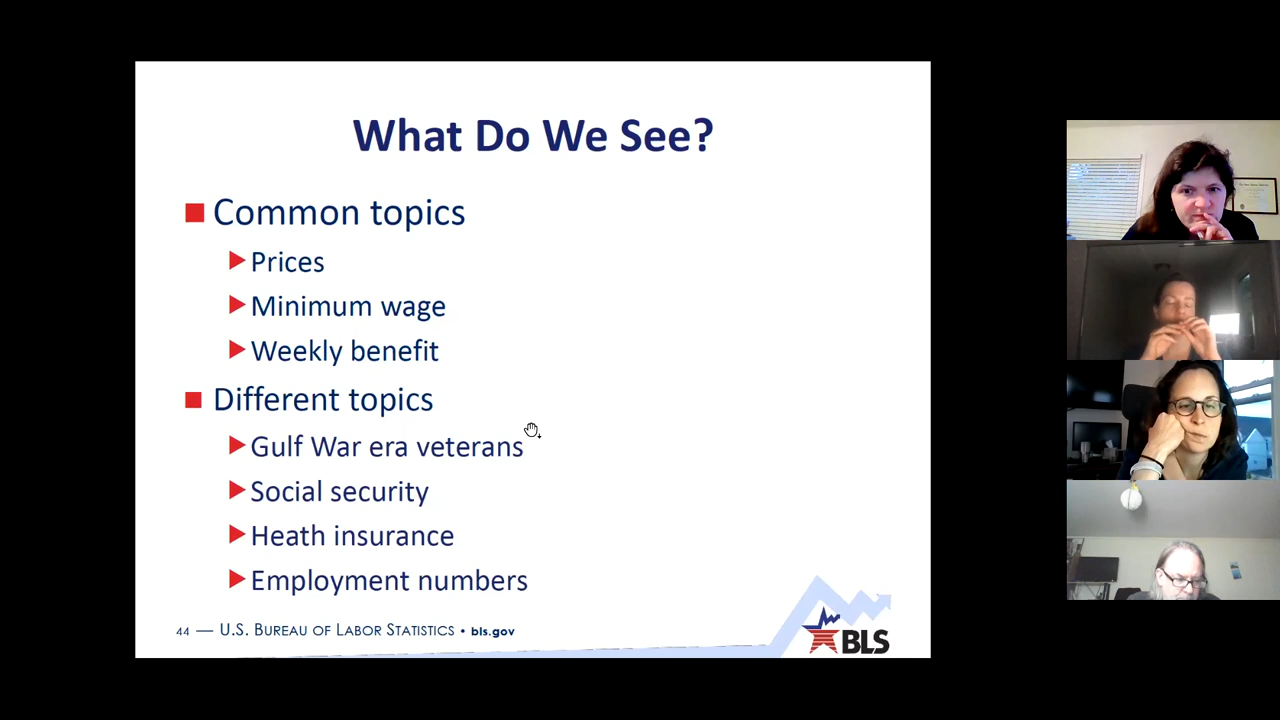 What Do We See?
Common topics
Prices
Minimum wage
Weekly benefit
Different topics
Gulf War era veterans
Social security
Heath insurance
Employment numbers
44 — U.S. BUREAU OF LABOR STATISTICS • bls.gov
BLS